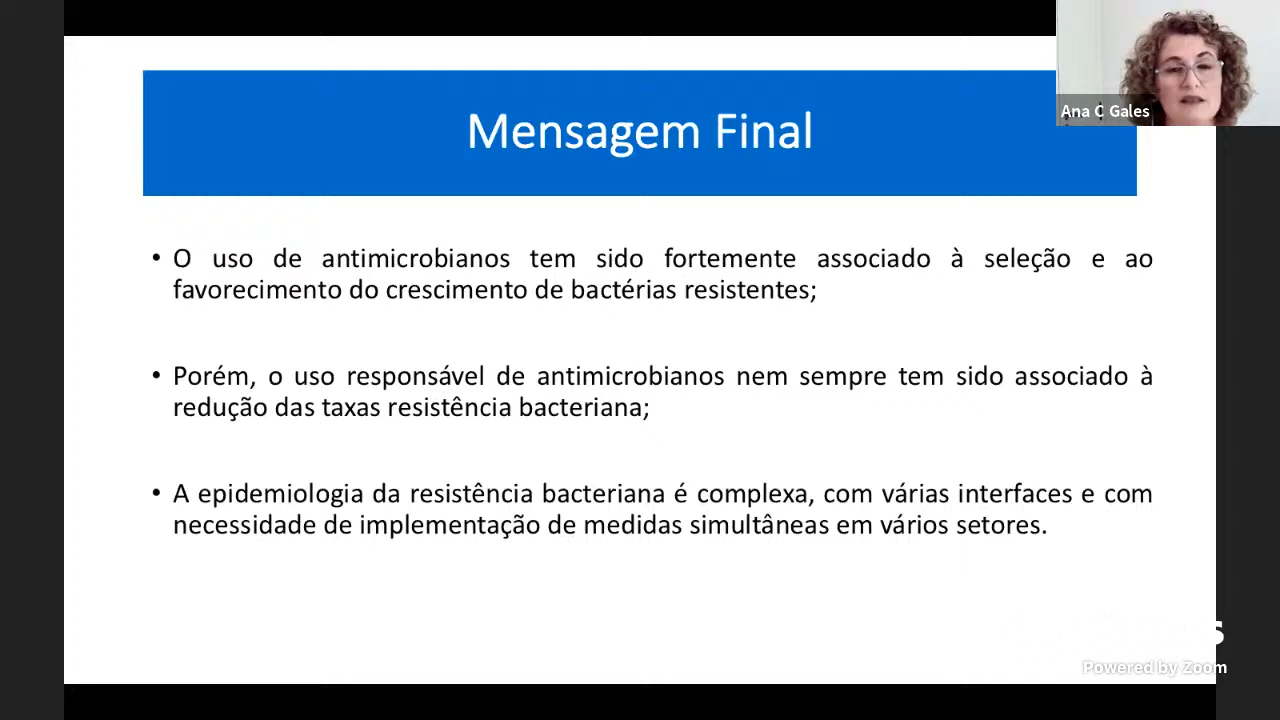 Ana C Gales
Mensagem Final
• O uso de antimicrobianos tem sido fortemente associado à seleção e ao
favorecimento do crescimento de bactérias resistentes;
• Porém, o uso responsável de antimicrobianos nem sempre tem sido associado à
redução das taxas resistência bacteriana;
• A epidemiologia da resistência bacteriana é complexa, com várias interfaces e com
necessidade de implementação de medidas simultâneas em vários setores.
Powered by Zoom